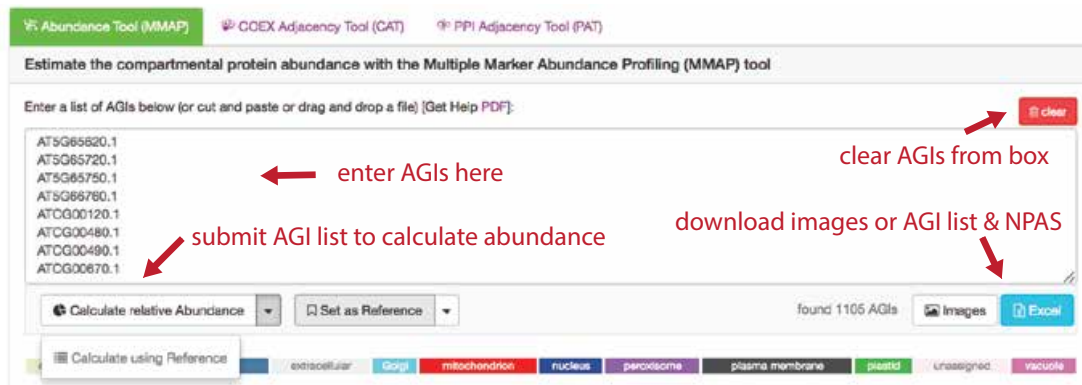 Abundance Tool (MMAP) COEX Adjacency Tool (CAT) PPI Adjacency Tool (PAT)
Estimate the compartmental protein abundance with the Multiple Marker Abundance Profiling (MMAP) tool
Enter a list of AGIs below (or cut and paste or drag and drop a file) [Get Help PDF]:
clear
AT5G65620.1
clear AGIs from box
AT5G65720.1
enter AGIs here
AT5G65750.1
AT5G66760.1
ATCG00120.1
download images or AGI list & NPAS
ATCG00480.1
submit AGI list to calculate abundance
ATCG00490.1
ATCG00670.1
Calculate relative Abundance Set as Reference found 1105 AGIs Images Excel
Calculate using Reference
extracellular Golgi mitochondrion nucleus peroxisome plasma membrane plastid unassigned vacuole